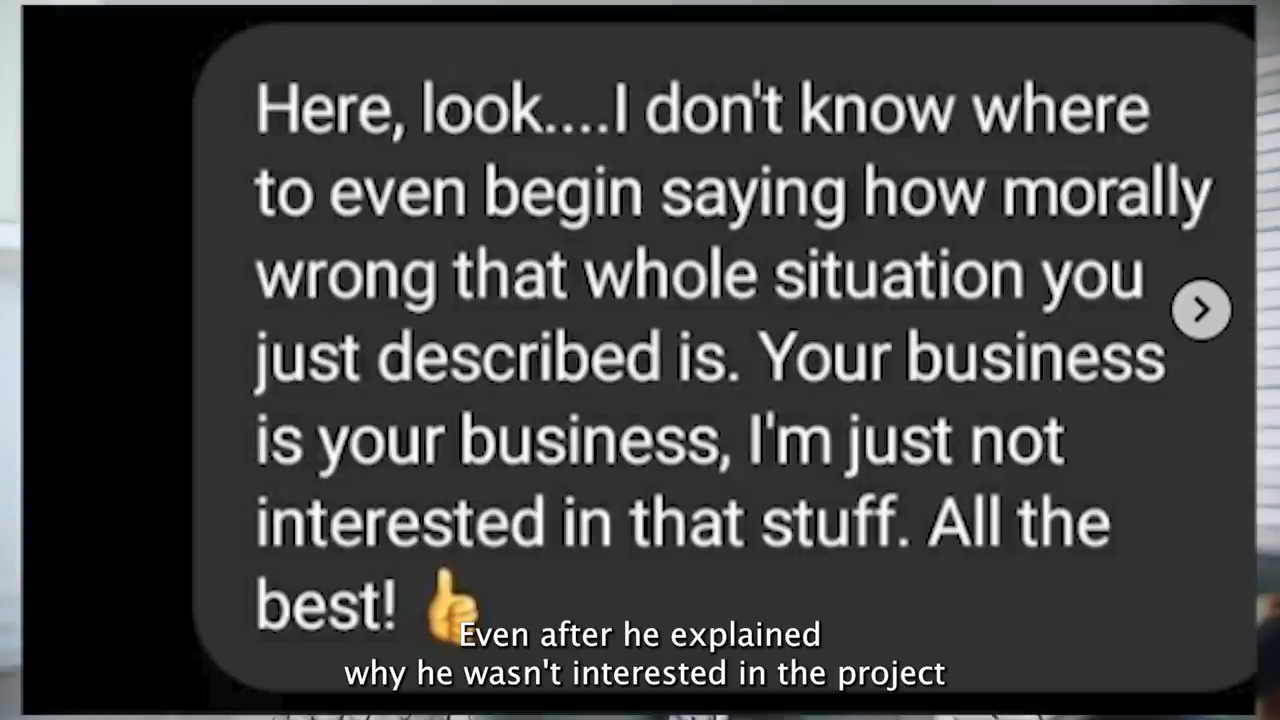 Here, look....I don't know where
to even begin saying how morally
wrong that whole situation you
just described is. Your business
is your business, I'm just not
interested in that stuff. All the
best! 👍
Even after he explained
why he wasn't interested in the project